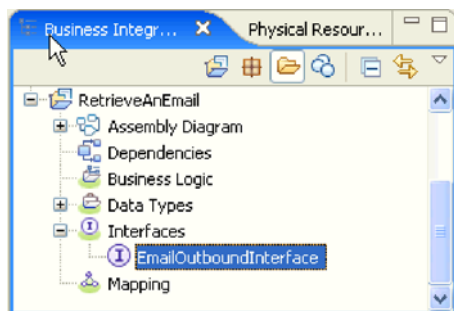 Business Integr... Physical Resour...
RetrieveAnEmail
Assembly Diagram
Dependencies
Business Logic
Data Types
Interfaces
EmailOutboundInterface
Mapping